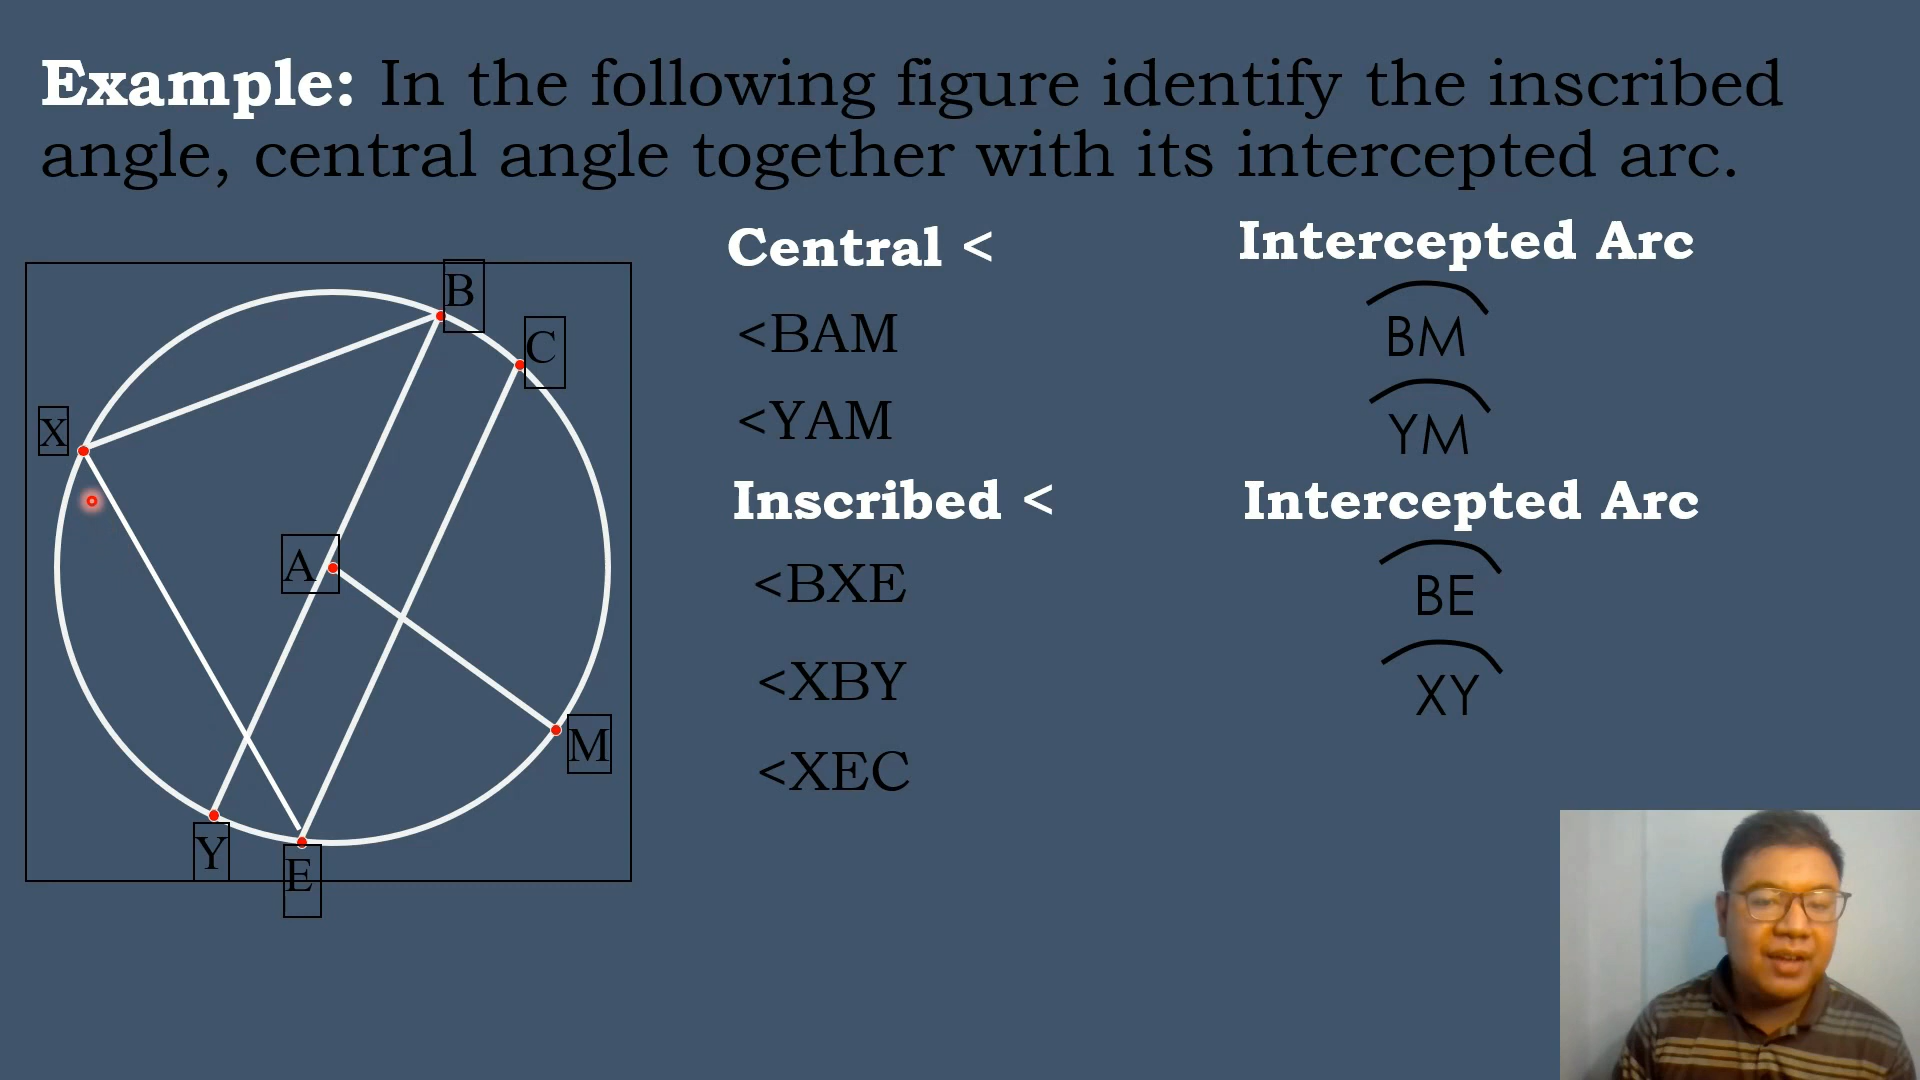 Example: In the following figure identify the inscribed
angle, central angle together with its intercepted arc.
Central <
Intercepted Arc
<BAM
BM
<YAM
YM
Inscribed <
Intercepted Arc
<BXE
BE
<XBY
XY
<XEC
B
C
X
A
M
Y
E